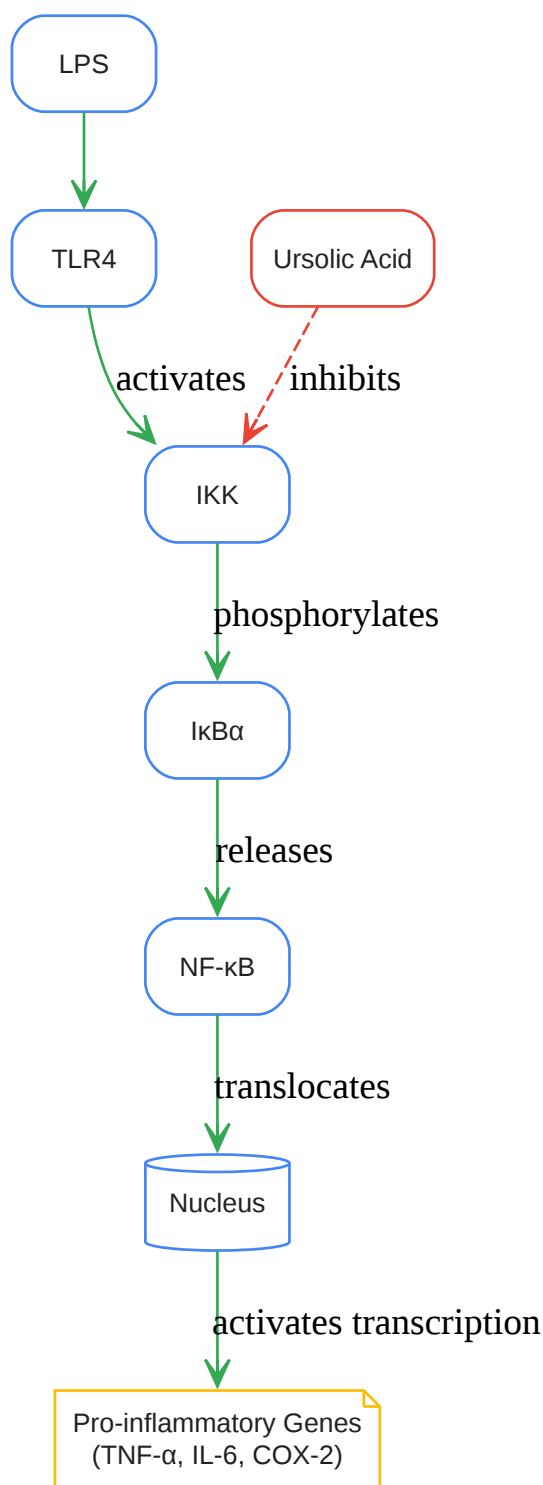 LPS
TLR4
Ursolic Acid
activates
inhibits
IKK
phosphorylates
IκBα
releases
NF-κB
translocates
Nucleus
activates transcription
Pro-inflammatory Genes
(TNF-α, IL-6, COX-2)